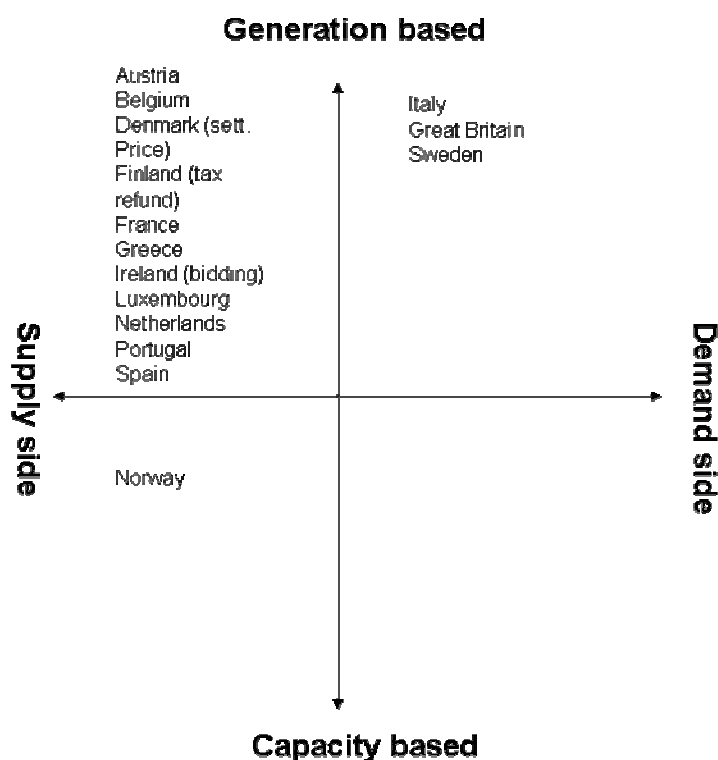 Generation based
Austria
Belgium
Denmark (sett.
Price)
Finland (tax
refund)
France
Greece
Ireland (bidding)
Luxembourg
Netherlands
Portugal
Spain
Italy
Great Britain
Sweden
Supply side
Demand side
Norway
Capacity based